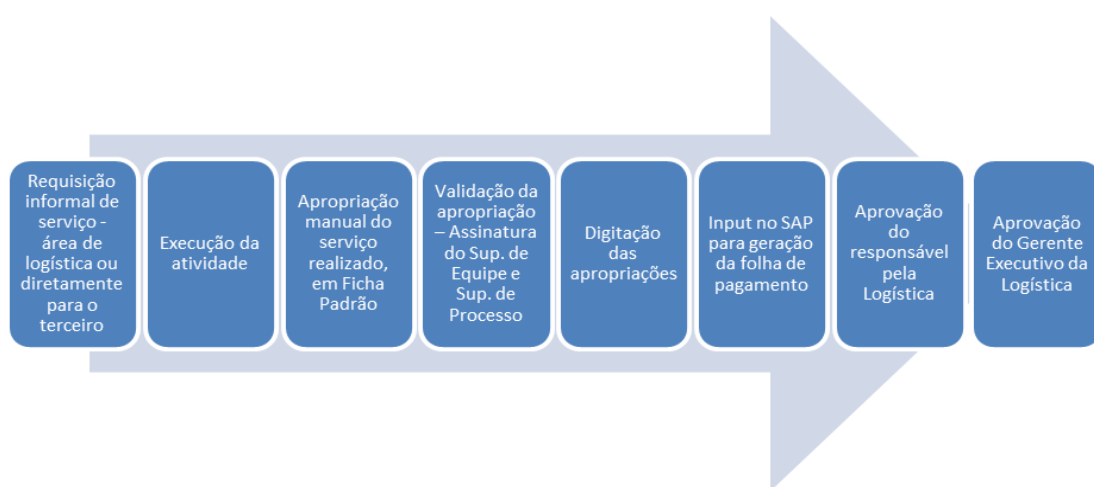 Requisição
informal de
serviço -
área de
logística ou
diretamente
para o
terceiro
Execução da
atividade
Apropriação
manual do
serviço
realizado,
em Ficha
Padrão
Validação da
apropriação
– Assinatura
do Sup. de
Equipe e
Sup. de
Processo
Digitação
das
apropriações
Input no SAP
para geração
da folha de
pagamento
Aprovação
do
responsável
pela
Logística
Aprovação
do Gerente
Executivo da
Logística